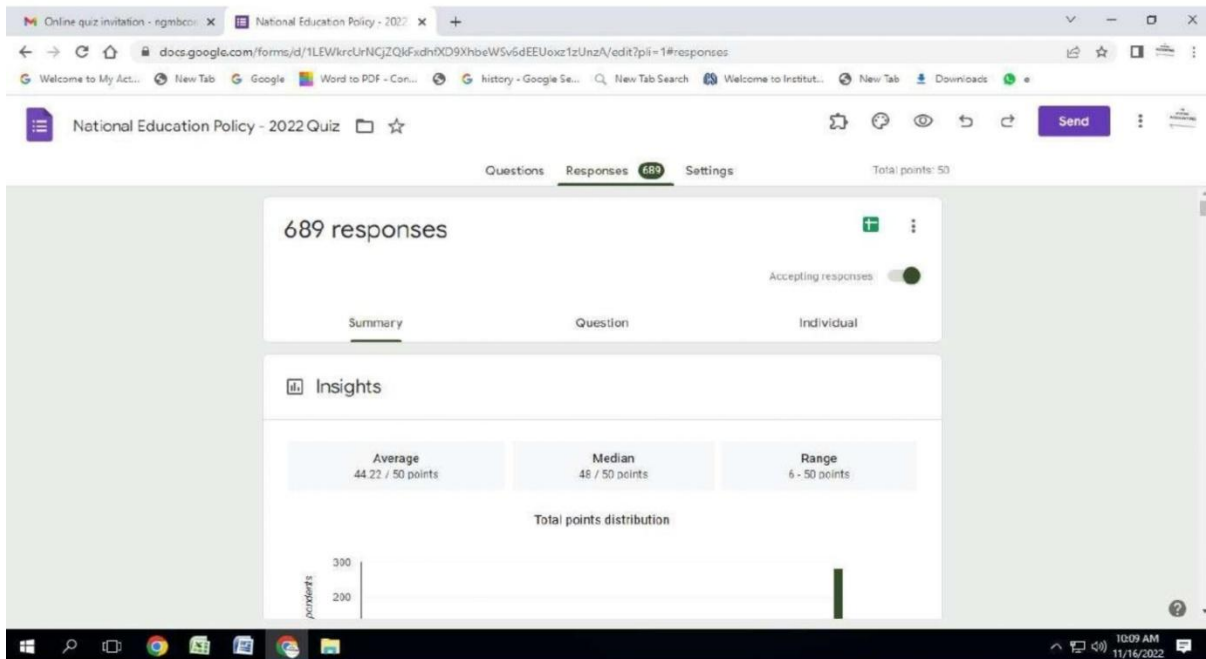 Online quiz invitation - ngmbcos
National Education Policy - 2022
docs.google.com/forms/d/1LEWkrcUrNCjZQkFxdhfXD9XhbeWSv6dEEUoxz1zUnzA/edit?pli=1#responses
Welcome to My Act... New Tab Google Word to PDF - Con... history - Google Se... New Tab Search Welcome to Institut... New Tab Downloads e
National Education Policy - 2022 Quiz
Send
Questions Responses 689 Settings Total points: 50
689 responses
Accepting responses
Summary Question Individual
Insights
Average Median Range
44.22 / 50 points 48 / 50 points 6 - 50 points
Total points distribution
300
200
pondents
10:09 AM
11/16/2022